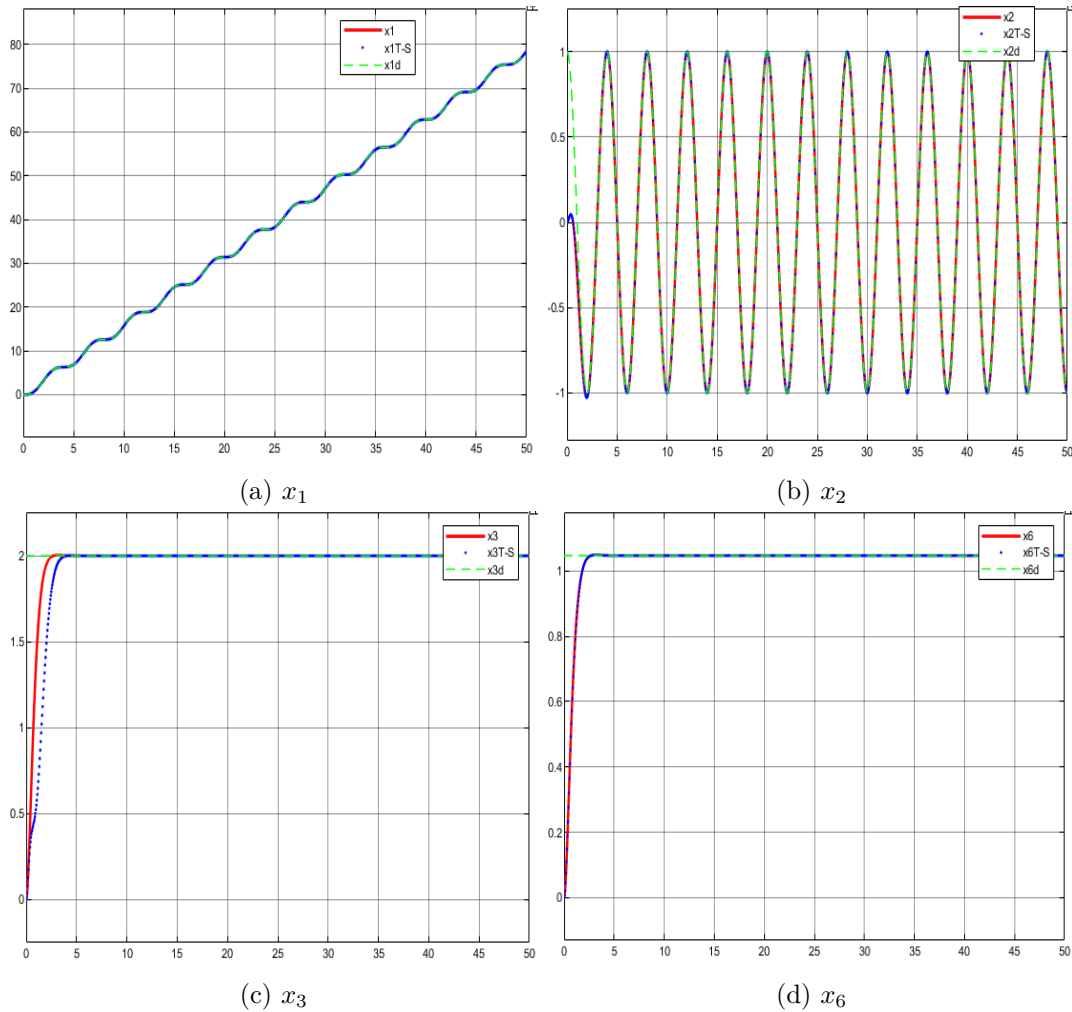 x1
x1T-S
x1d
80
70
60
50
40
30
20
10
0
0 5 10 15 20 25 30 35 40 45 50
(a) x₁
x2
x2T-S
x2d
1
0.5
0
-0.5
-1
0 5 10 15 20 25 30 35 40 45 50
(b) x₂
x3
x3T-S
x3d
2
1.5
1
0.5
0
0 5 10 15 20 25 30 35 40 45 50
(c) x₃
x6
x6T-S
x6d
1
0.8
0.6
0.4
0.2
0
0 5 10 15 20 25 30 35 40 45 50
(d) x₆